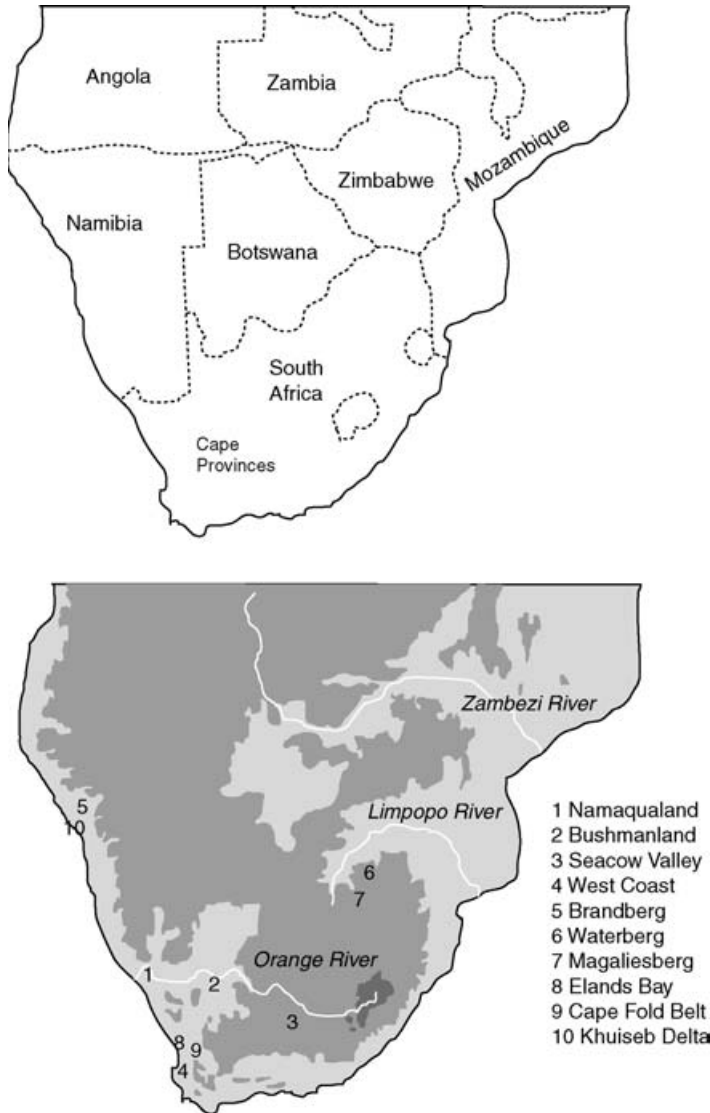 Angola
Zambia
Mozambique
Zimbabwe
Namibia
Botswana
South
Africa
Cape
Provinces
Zambezi River
5
10
Limpopo River
6
7
1
2
Orange River
3
8
9
4
1 Namaqualand
2 Bushmanland
3 Seacow Valley
4 West Coast
5 Brandberg
6 Waterberg
7 Magaliesberg
8 Elands Bay
9 Cape Fold Belt
10 Khuiseb Delta